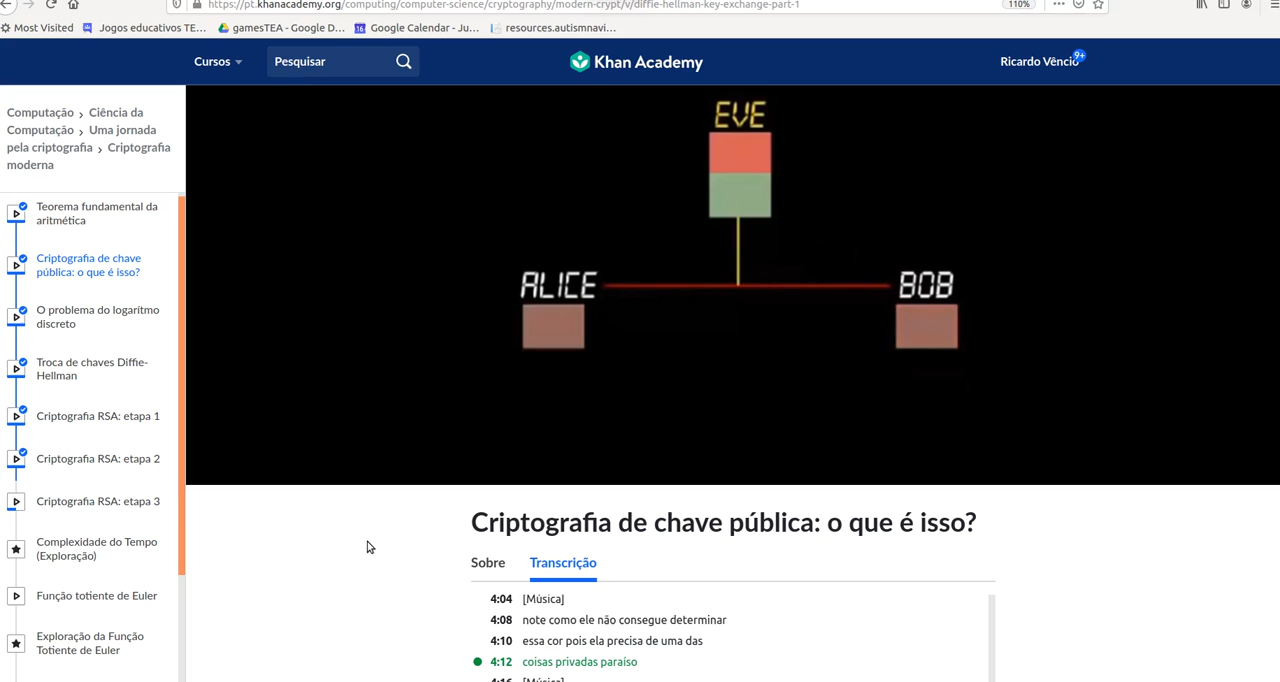 https://pt.khanacademy.org/computing/computer-science/cryptography/modern-crypt/v/diffie-hellman-key-exchange-part-1
110%
Most Visited
Jogos educativos TE...
gamesTEA - Google D...
16
Google Calendar - Ju...
resources.autismnavi...
Cursos
Pesquisar
Khan Academy
Ricardo Vêncio
9+
Computação > Ciência da
Computação > Uma jornada
pela criptografia > Criptografia
moderna
Teorema fundamental da
aritmética
Criptografia de chave
pública: o que é isso?
O problema do logarítmo
discreto
Troca de chaves Diffie-
Hellman
Criptografia RSA: etapa 1
Criptografia RSA: etapa 2
Criptografia RSA: etapa 3
Complexidade do Tempo
(Exploração)
Função totiente de Euler
Exploração da Função
Totiente de Euler
EVE
ALICE
BOB
Criptografia de chave pública: o que é isso?
Sobre
Transcrição
4:04 [Música]
4:08 note como ele não consegue determinar
4:10 essa cor pois ela precisa de uma das
4:12 coisas privadas paraíso
4:16 [Música]